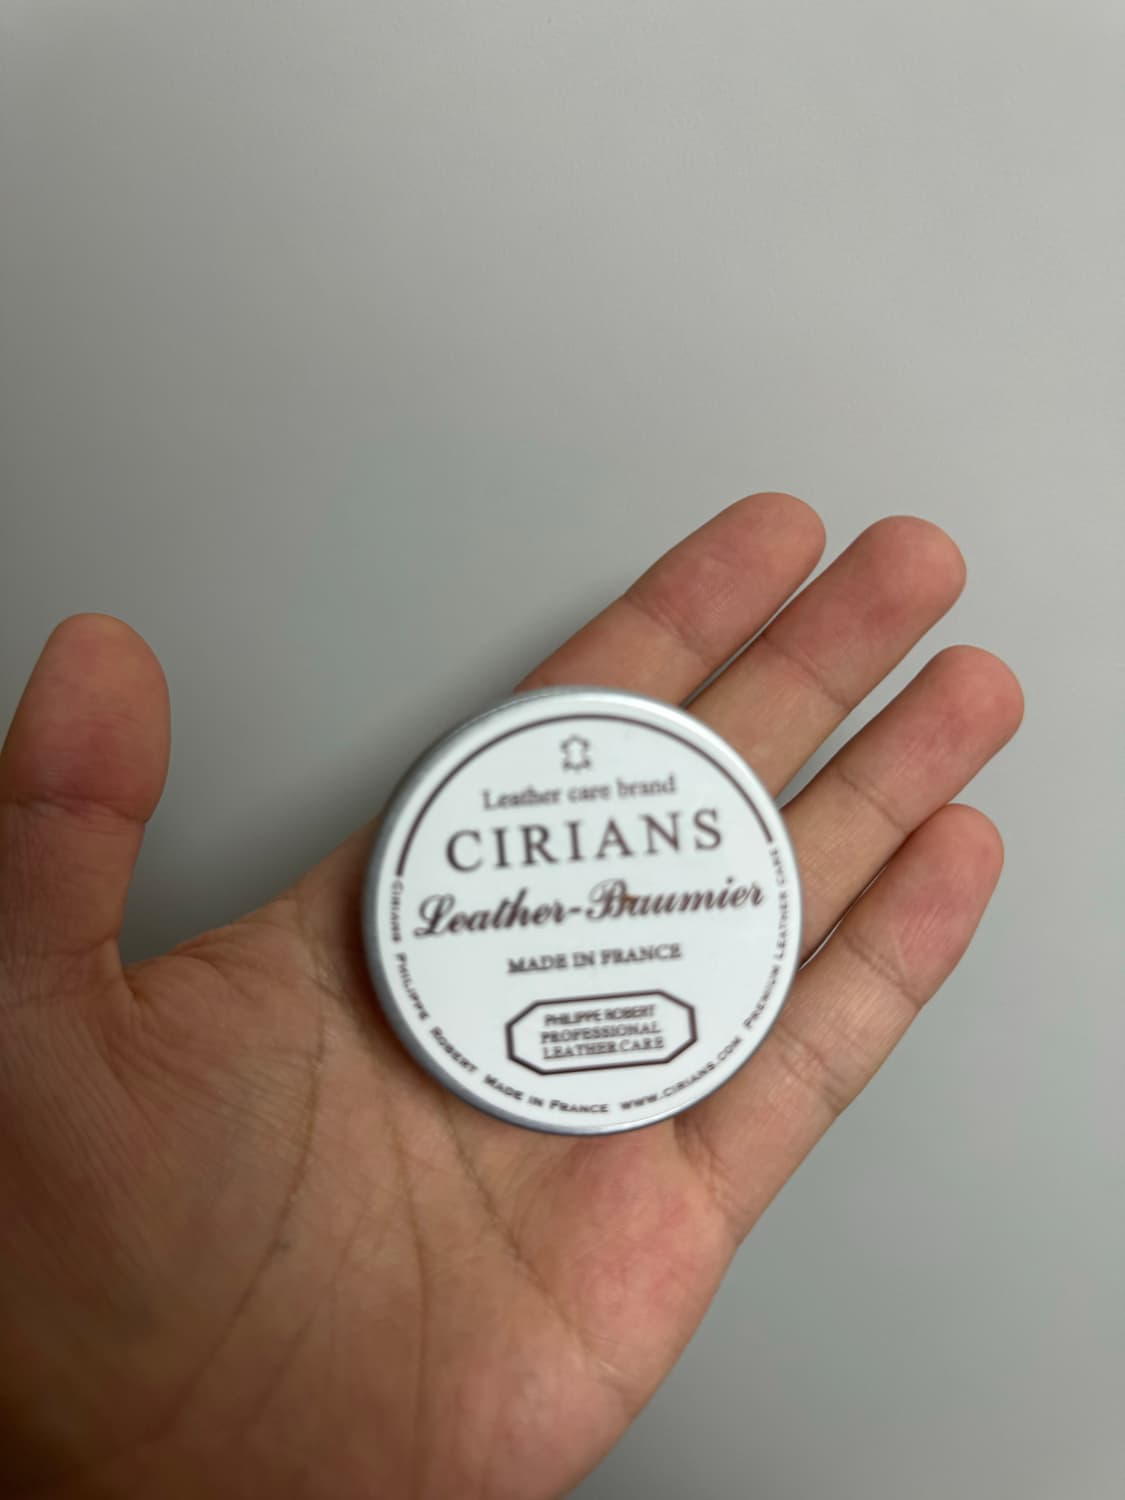 Leather care brand
CIRIANS
Leather-Baumier
MADE IN FRANCE
PHILIPPE ROBERT
PROFESSIONAL
LEATHER CARE
CIRIANS PHILIPPE ROBERT MADE IN FRANCE WWW.CIRIANS.COM PREMIUM LEATHER CARE